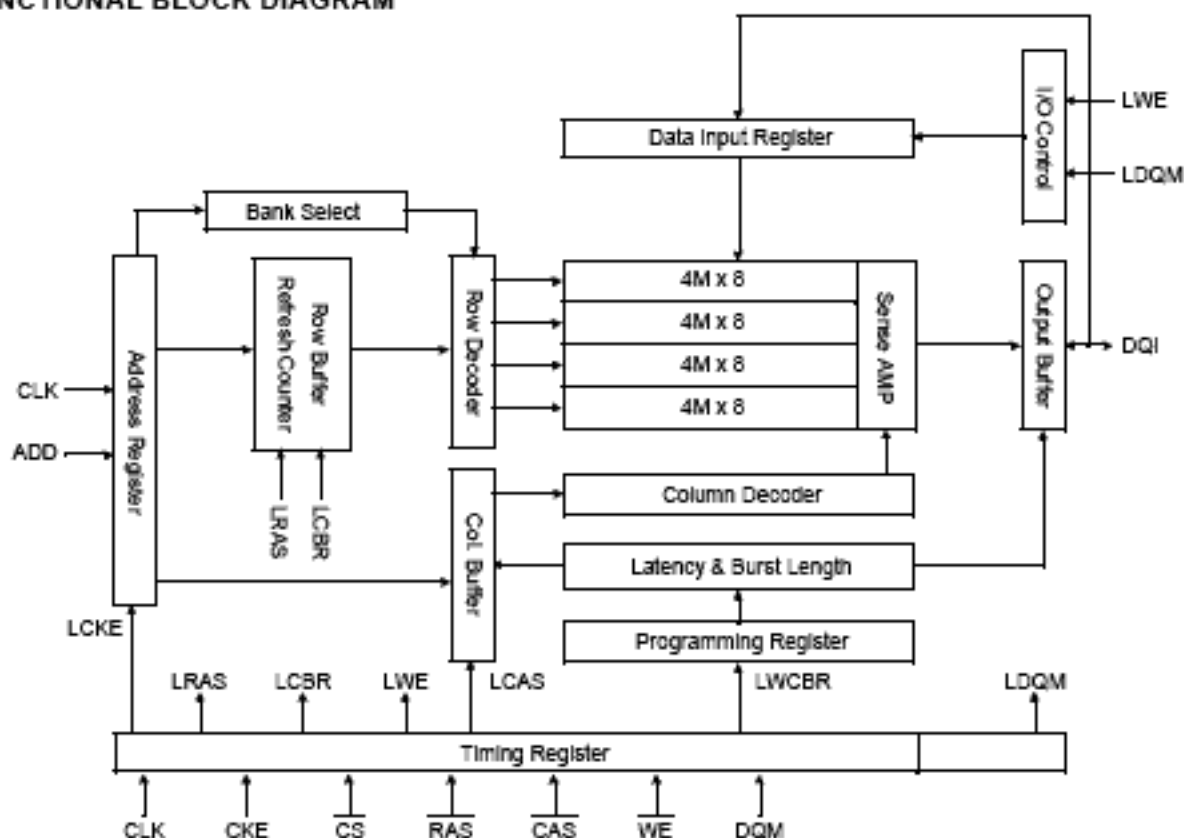 NCTIONAL BLOCK DIAGRAM
LWE
I/O Control
Data Input Register
LDQM
Bank Select
4M x 8
4M x 8
4M x 8
4M x 8
Sense AMP
Output Buffer
DQI
Row Decoder
Row Buffer
Refresh Counter
Address Register
CLK
ADD
LRAS
LCBR
Column Decoder
Col. Buffer
Latency & Burst Length
Programming Register
LCKE
LRAS
LCBR
LWE
LCAS
LWCBR
LDQM
Timing Register
CLK
CKE
CS
RAS
CAS
WE
DQM